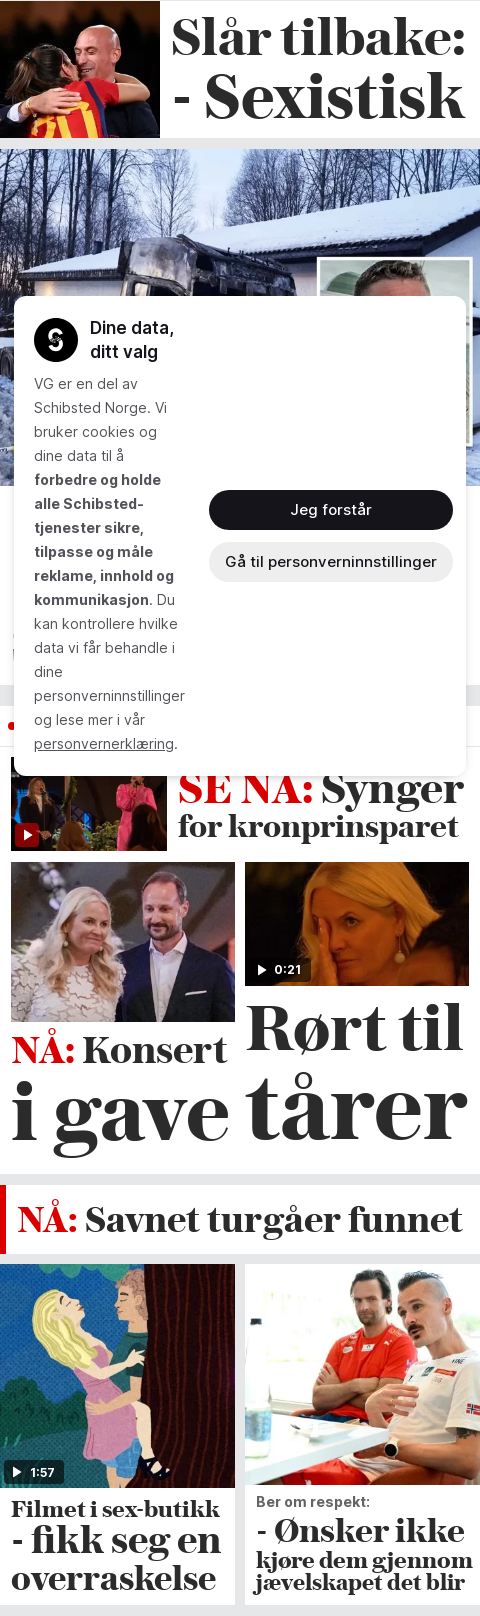 Slår tilbake:
- Sexistisk
Dine data,
ditt valg
VG er en del av
Schibsted Norge. Vi
bruker cookies og
dine data til å
forbedre og holde
alle Schibsted-
tjenester sikre,
tilpasse og måle
reklame, innhold og
kommunikasjon. Du
kan kontrollere hvilke
data vi får behandle i
dine
personverninnstillinger
og lese mer i vår
personvernerklæring.
Jeg forstår
Gå til personverninnstillinger
SE NÅ: Synger
for kronprinsparet
NÅ: Konsert
i gave
0:21
Rørt til
tårer
NÅ: Savnet turgåer funnet
1:57
Filmet i sex-butikk
- fikk seg en
overraskelse
Ber om respekt:
- Ønsker ikke
kjøre dem gjennom
jævelskapet det blir